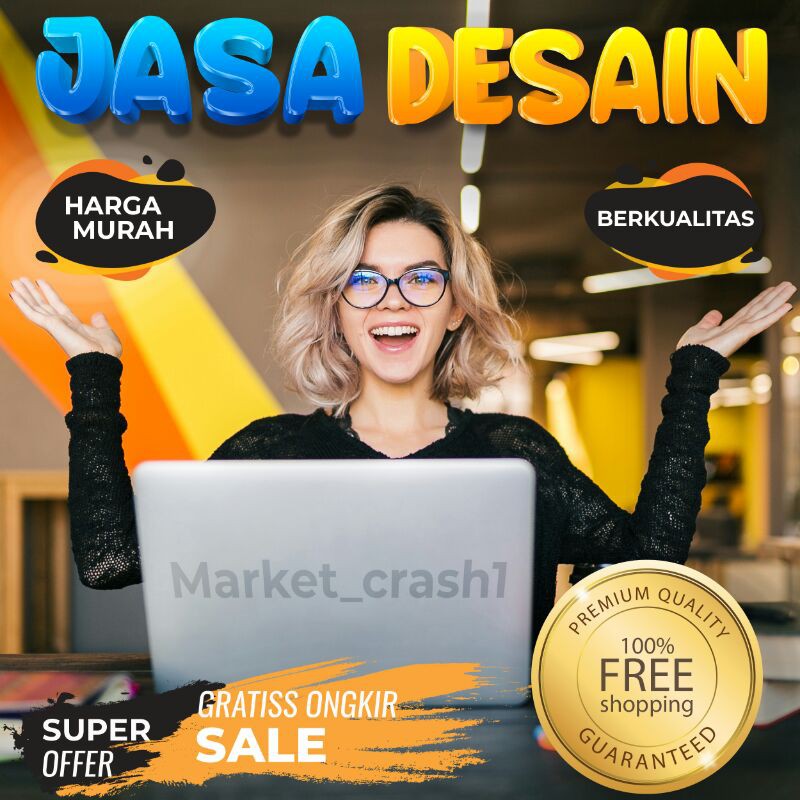 JASA DESAIN
HARGA
MURAH
BERKUALITAS
Market_crash1
PREMIUM QUALITY
100%
FREE
shopping
GUARANTEED
GRATISS ONGKIR
SALE
SUPER
OFFER